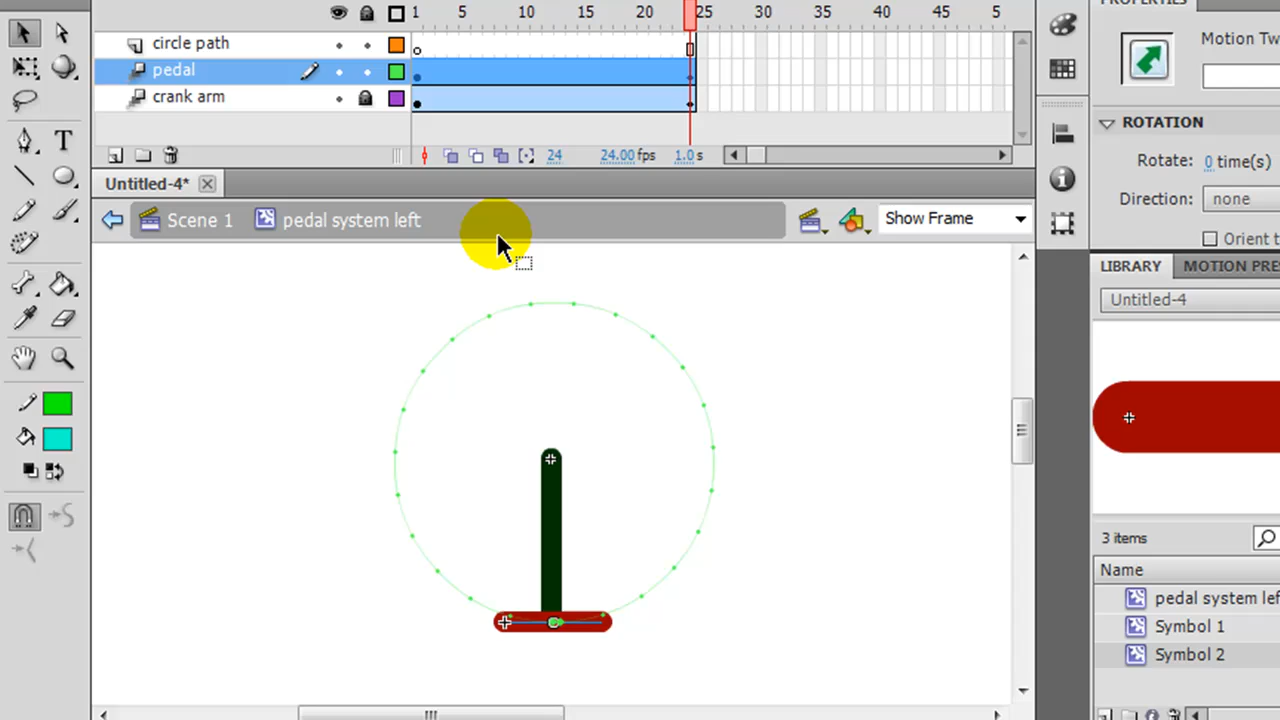 PROPERTIES
1 5 10 15 20 25 30 35 40 45 5
circle path
pedal
crank arm
24 24.00 fps 1.0 s
Motion Tw
ROTATION
Rotate: 0 time(s)
Direction: none
Orient t
Untitled-4*
Scene 1 pedal system left
Show Frame
LIBRARY MOTION PRE
Untitled-4
3 items
Name
pedal system lef
Symbol 1
Symbol 2
T